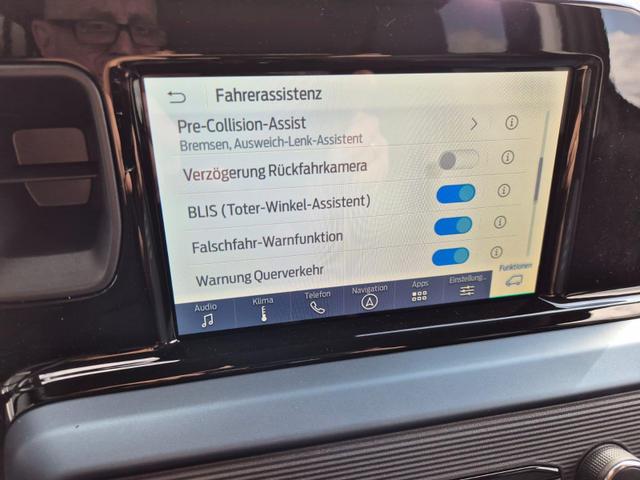 Fahrerassistenz
Pre-Collision-Assist
Bremsen, Ausweich-Lenk-Assistent
Verzögerung Rückfahrkamera
BLIS (Toter-Winkel-Assistent)
Falschfahr-Warnfunktion
Warnung Querverkehr
Audio Klima Telefon Navigation Apps Einstellung... Funktionen